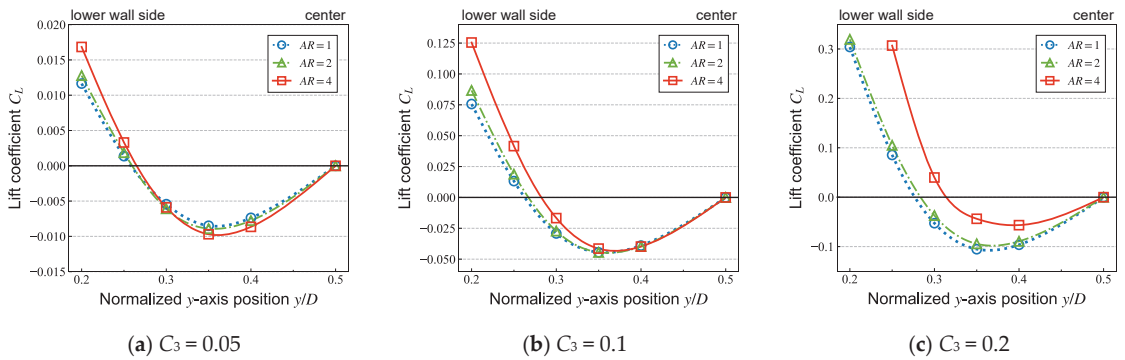 lower wall side center
0.020
0.015
0.010
0.005
0.000
−0.005
−0.010
−0.015
0.2 0.3 0.4 0.5
Lift coefficient C_L
Normalized y-axis position y/D
AR = 1
AR = 2
AR = 4
(a) C₃ = 0.05
lower wall side center
0.125
0.100
0.075
0.050
0.025
0.000
−0.025
−0.050
0.2 0.3 0.4 0.5
Lift coefficient C_L
Normalized y-axis position y/D
AR = 1
AR = 2
AR = 4
(b) C₃ = 0.1
lower wall side center
0.3
0.2
0.1
0.0
−0.1
0.2 0.3 0.4 0.5
Lift coefficient C_L
Normalized y-axis position y/D
AR = 1
AR = 2
AR = 4
(c) C₃ = 0.2